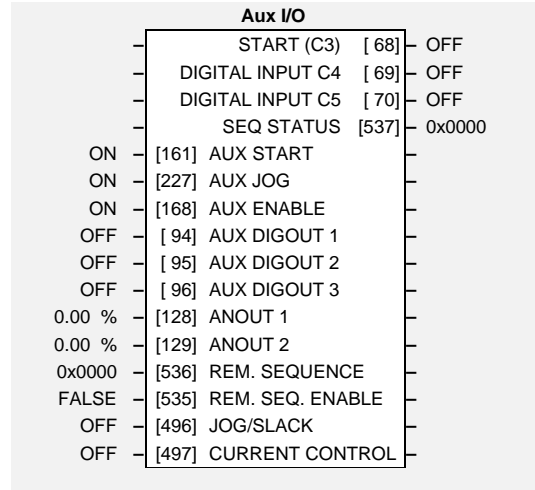 Aux I/O
START (C3) [ 68] OFF
DIGITAL INPUT C4 [ 69] OFF
DIGITAL INPUT C5 [ 70] OFF
SEQ STATUS [537] 0x0000
ON [161] AUX START
ON [227] AUX JOG
ON [168] AUX ENABLE
OFF [ 94] AUX DIGOUT 1
OFF [ 95] AUX DIGOUT 2
OFF [ 96] AUX DIGOUT 3
0.00 % [128] ANOUT 1
0.00 % [129] ANOUT 2
0x0000 [536] REM. SEQUENCE
FALSE [535] REM. SEQ. ENABLE
OFF [496] JOG/SLACK
OFF [497] CURRENT CONTROL